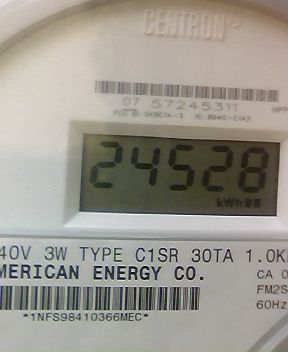 CENTRON
07 57245311
24528
kWh
40V 3W TYPE C1SR 30TA 1.0K
MERICAN ENERGY CO.
CA 0
FM2S
60Hz
*1NFS98410366MEC*